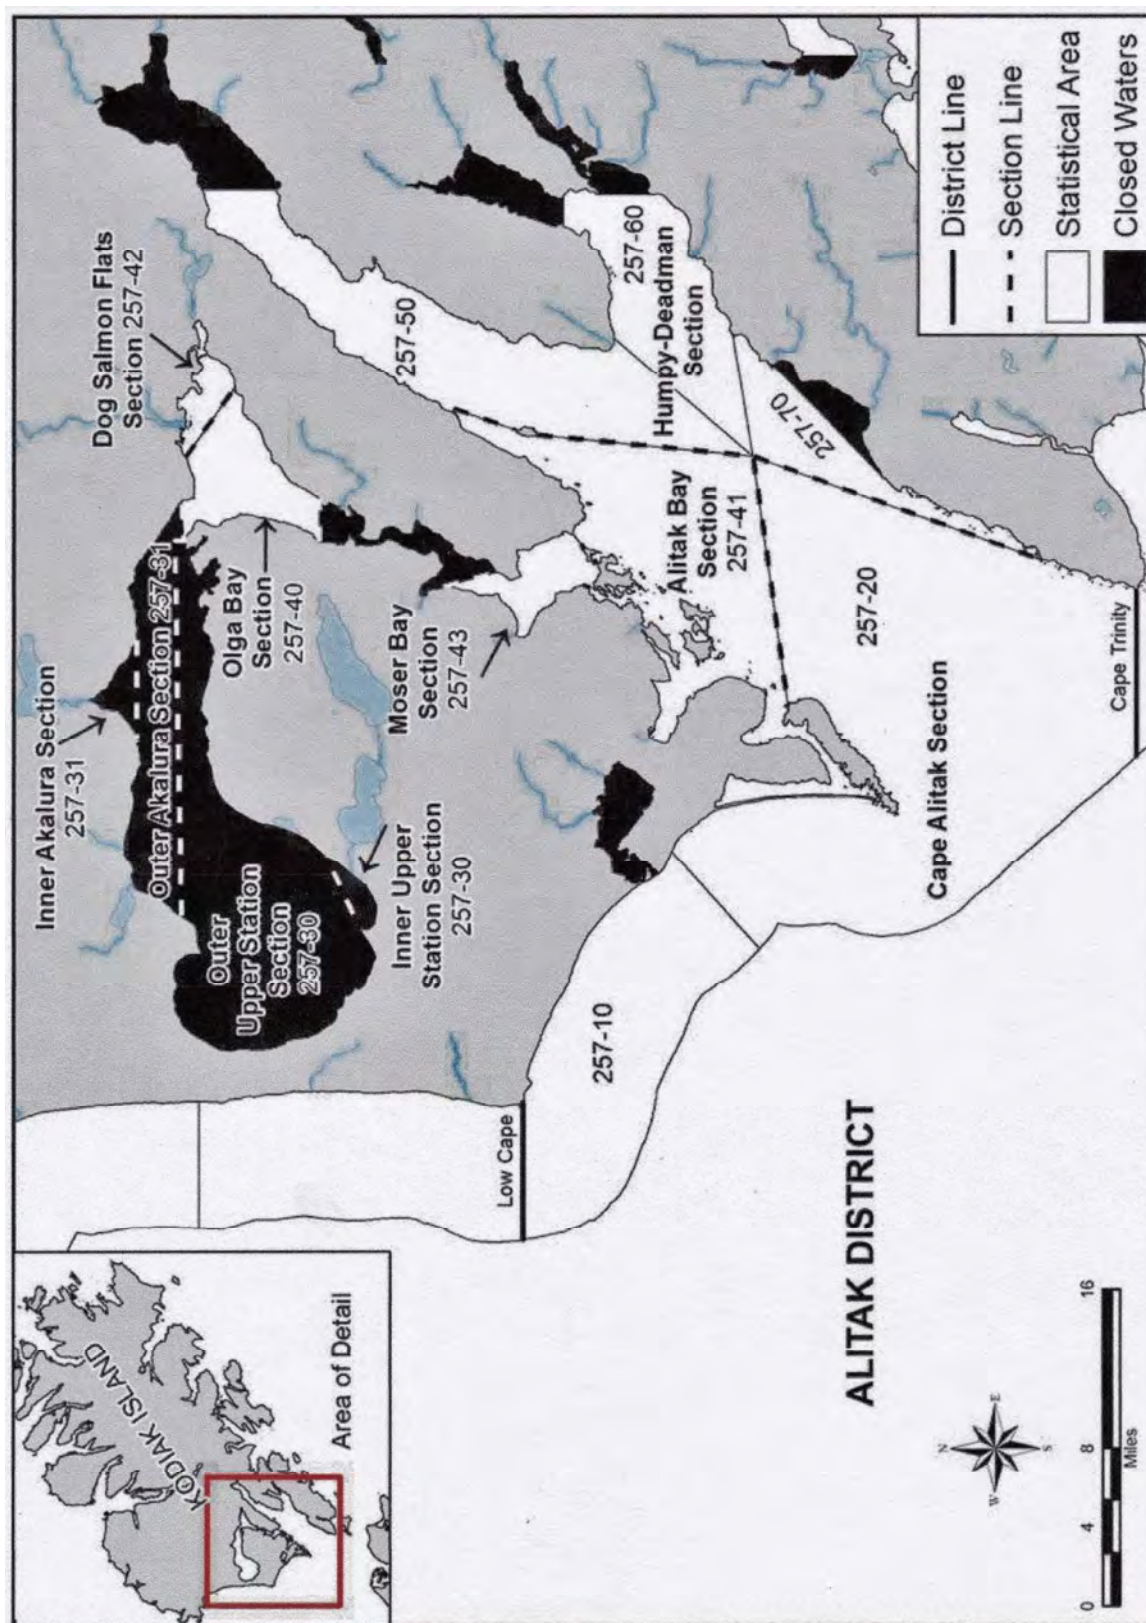 Dog Salmon Flats
Section 257-42
Inner Akalura Section
257-31
Outer Akalura Section 257-31
Olga Bay
Section
257-40
Outer
Upper Station
Section
257-30
Inner Upper
Station Section
257-30
Moser Bay
Section
257-43
257-50
257-60
Humpy-Deadman
Section
257-70
Alitak Bay
Section
257-41
257-20
Cape Alitak Section
257-10
Low Cape
Cape Trinity
KODIAK ISLAND
Area of Detail
ALITAK DISTRICT
N
W
E
S
0
4
8
16
Miles
District Line
Section Line
Statistical Area
Closed Waters